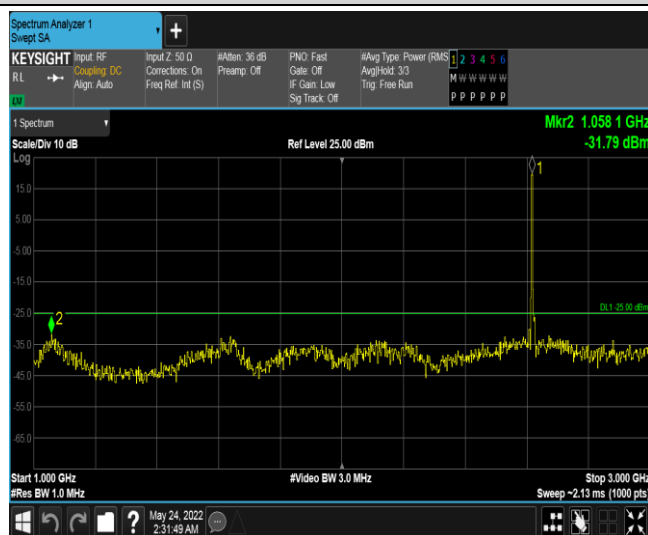 Spectrum Analyzer 1
Swept SA
+
KEYSIGHT
RL
Input: RF
Coupling: DC
Align: Auto
Input Z: 50 Ω
Corrections: On
Freq Ref: Int (S)
#Atten: 36 dB
Preamp: Off
PNO: Fast
Gate: Off
IF Gain: Low
Sig Track: Off
#Avg Type: Power (RMS
Avg|Hold: 3/3
Trig: Free Run
1 2 3 4 5 6
M W W W W W
P P P P P P
1 Spectrum
Mkr2 1.058 1 GHz
Scale/Div 10 dB
Ref Level 25.00 dBm
-31.79 dBm
Log
1
15.0
5.00
-5.00
-15.0
-25.0
DL1 -25.00 dBm
2
-35.0
-45.0
-55.0
-65.0
Start 1.000 GHz
#Video BW 3.0 MHz
Stop 3.000 GHz
#Res BW 1.0 MHz
Sweep ~2.13 ms (1000 pts)
?
May 24, 2022
2:31:49 AM